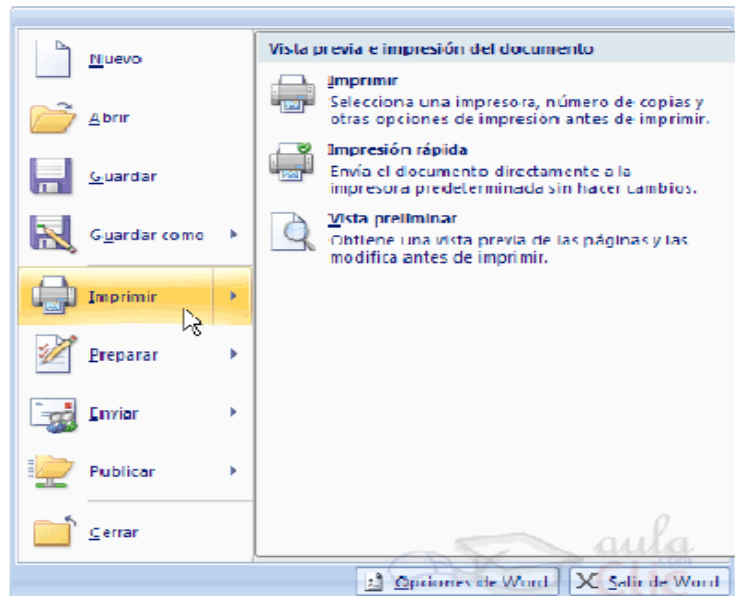 Nuevo
Abrir
Guardar
Guardar como
Imprimir
Preparar
Enviar
Publicar
Cerrar
Vista previa e impresión del documento
Imprimir
Selecciona una impresora, número de copias y
otras opciones de impresión antes de imprimir.
Impresión rápida
Envía el documento directamente a la
impresora predeterminada sin hacer cambios.
Vista preliminar
Obtiene una vista previa de las páginas y las
modifica antes de imprimir.
aula
.com
Clic
Opciones de Word
Salir de Word